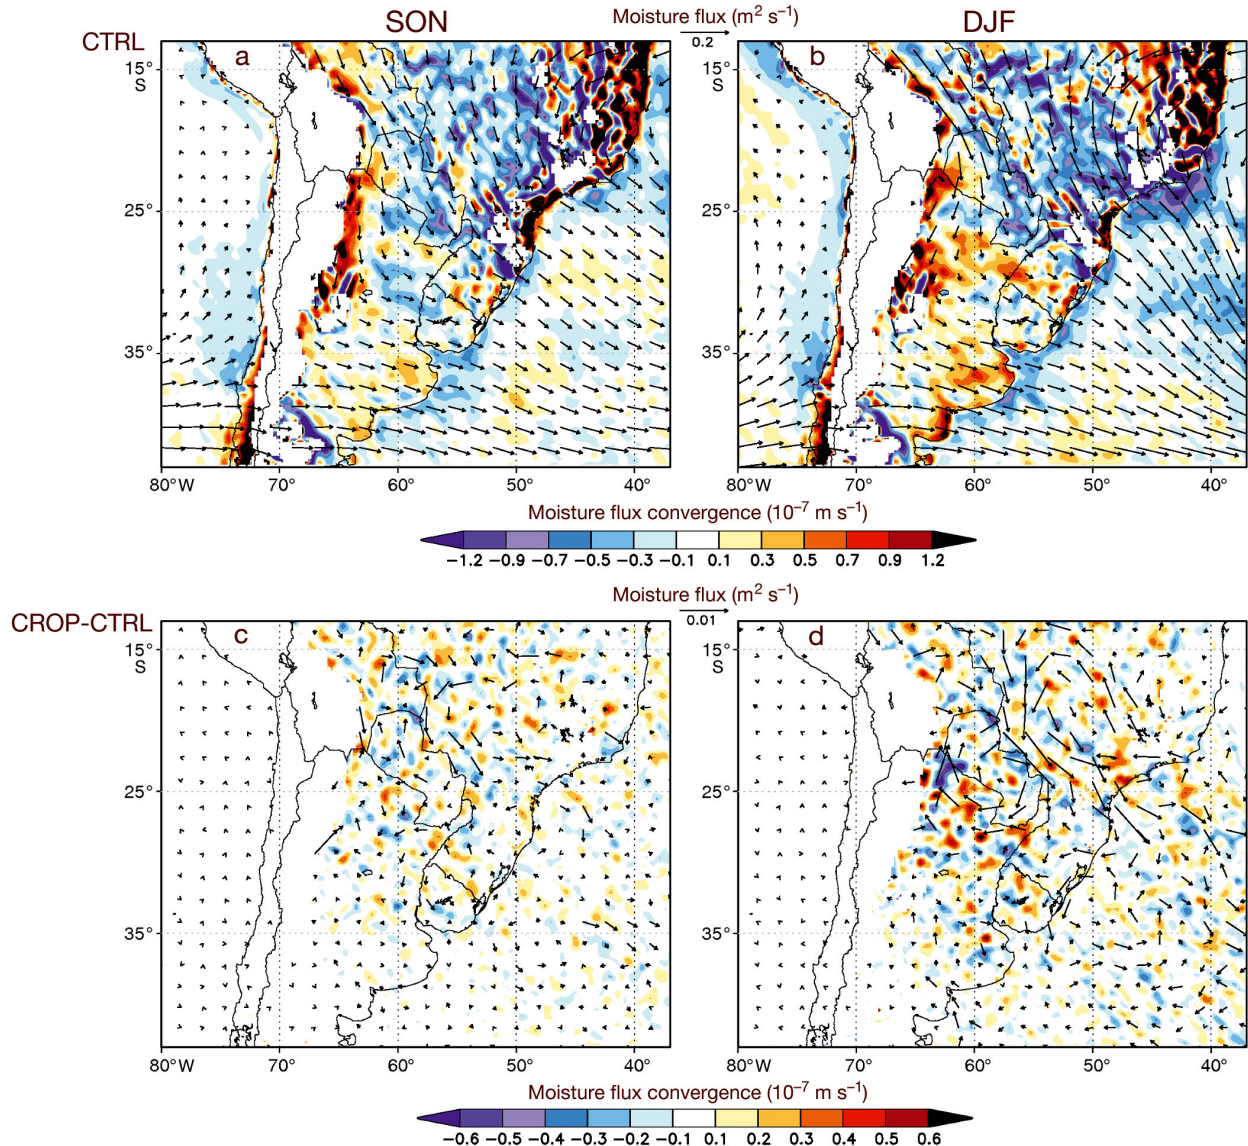 SON
Moisture flux (m² s⁻¹)
0.2
DJF
CTRL
a
b
15°
S
25°
35°
80°W
70°
60°
50°
40°
15°
S
25°
35°
80°W
70°
60°
50°
40°
Moisture flux convergence (10⁻⁷ m s⁻¹)
−1.2 −0.9 −0.7 −0.5 −0.3 −0.1 0.1 0.3 0.5 0.7 0.9 1.2
Moisture flux (m² s⁻¹)
0.01
CROP-CTRL
c
d
15°
S
25°
35°
80°W
70°
60°
50°
40°
15°
S
25°
35°
80°W
70°
60°
50°
40°
Moisture flux convergence (10⁻⁷ m s⁻¹)
−0.6 −0.5 −0.4 −0.3 −0.2 −0.1 0.1 0.2 0.3 0.4 0.5 0.6